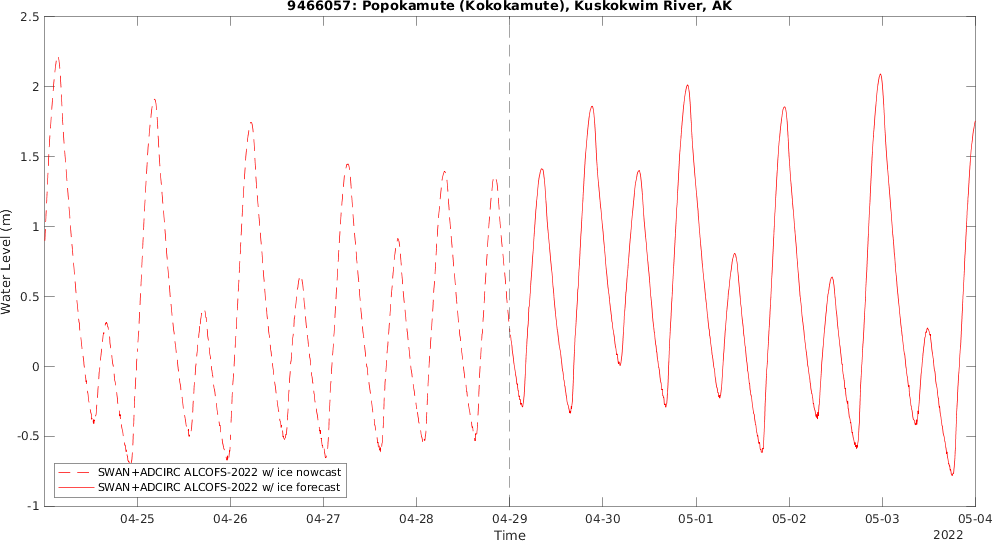 9466057: Popokamute (Kokokamute), Kuskokwim River, AK
2.5
2
1.5
1
0.5
0
-0.5
-1
Water Level (m)
SWAN+ADCIRC ALCOFS-2022 w/ ice nowcast
SWAN+ADCIRC ALCOFS-2022 w/ ice forecast
04-25 04-26 04-27 04-28 04-29 04-30 05-01 05-02 05-03 05-04
Time
2022